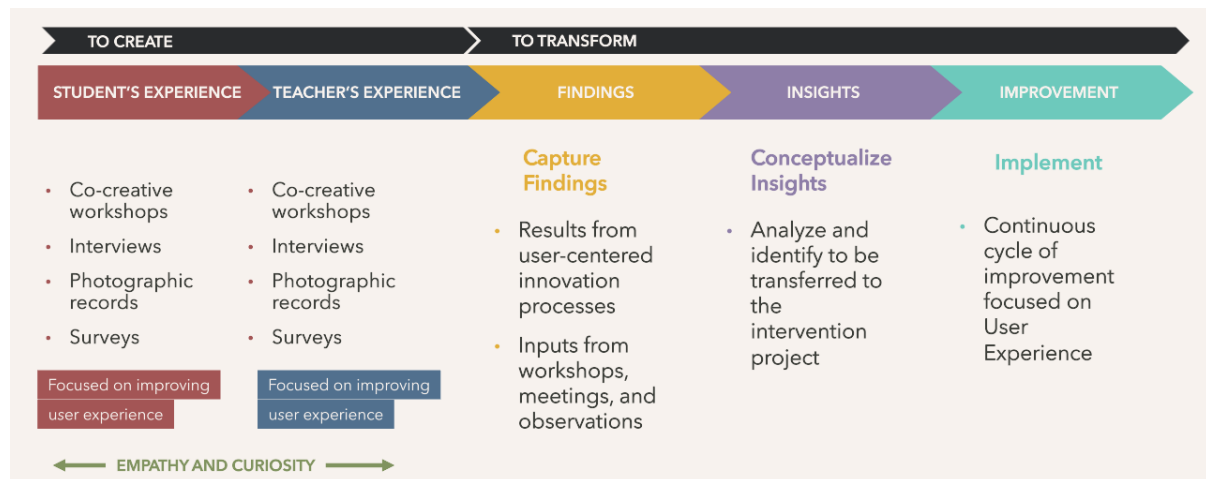 TO CREATE
TO TRANSFORM
STUDENT'S EXPERIENCE
TEACHER'S EXPERIENCE
FINDINGS
INSIGHTS
IMPROVEMENT
• Co-creative
workshops
• Interviews
• Photographic
records
• Surveys
Focused on improving
user experience
• Co-creative
workshops
• Interviews
• Photographic
records
• Surveys
Focused on improving
user experience
EMPATHY AND CURIOSITY
Capture
Findings
• Results from
user-centered
innovation
processes
• Inputs from
workshops,
meetings, and
observations
Conceptualize
Insights
• Analyze and
identify to be
transferred to
the
intervention
project
Implement
• Continuous
cycle of
improvement
focused on
User
Experience